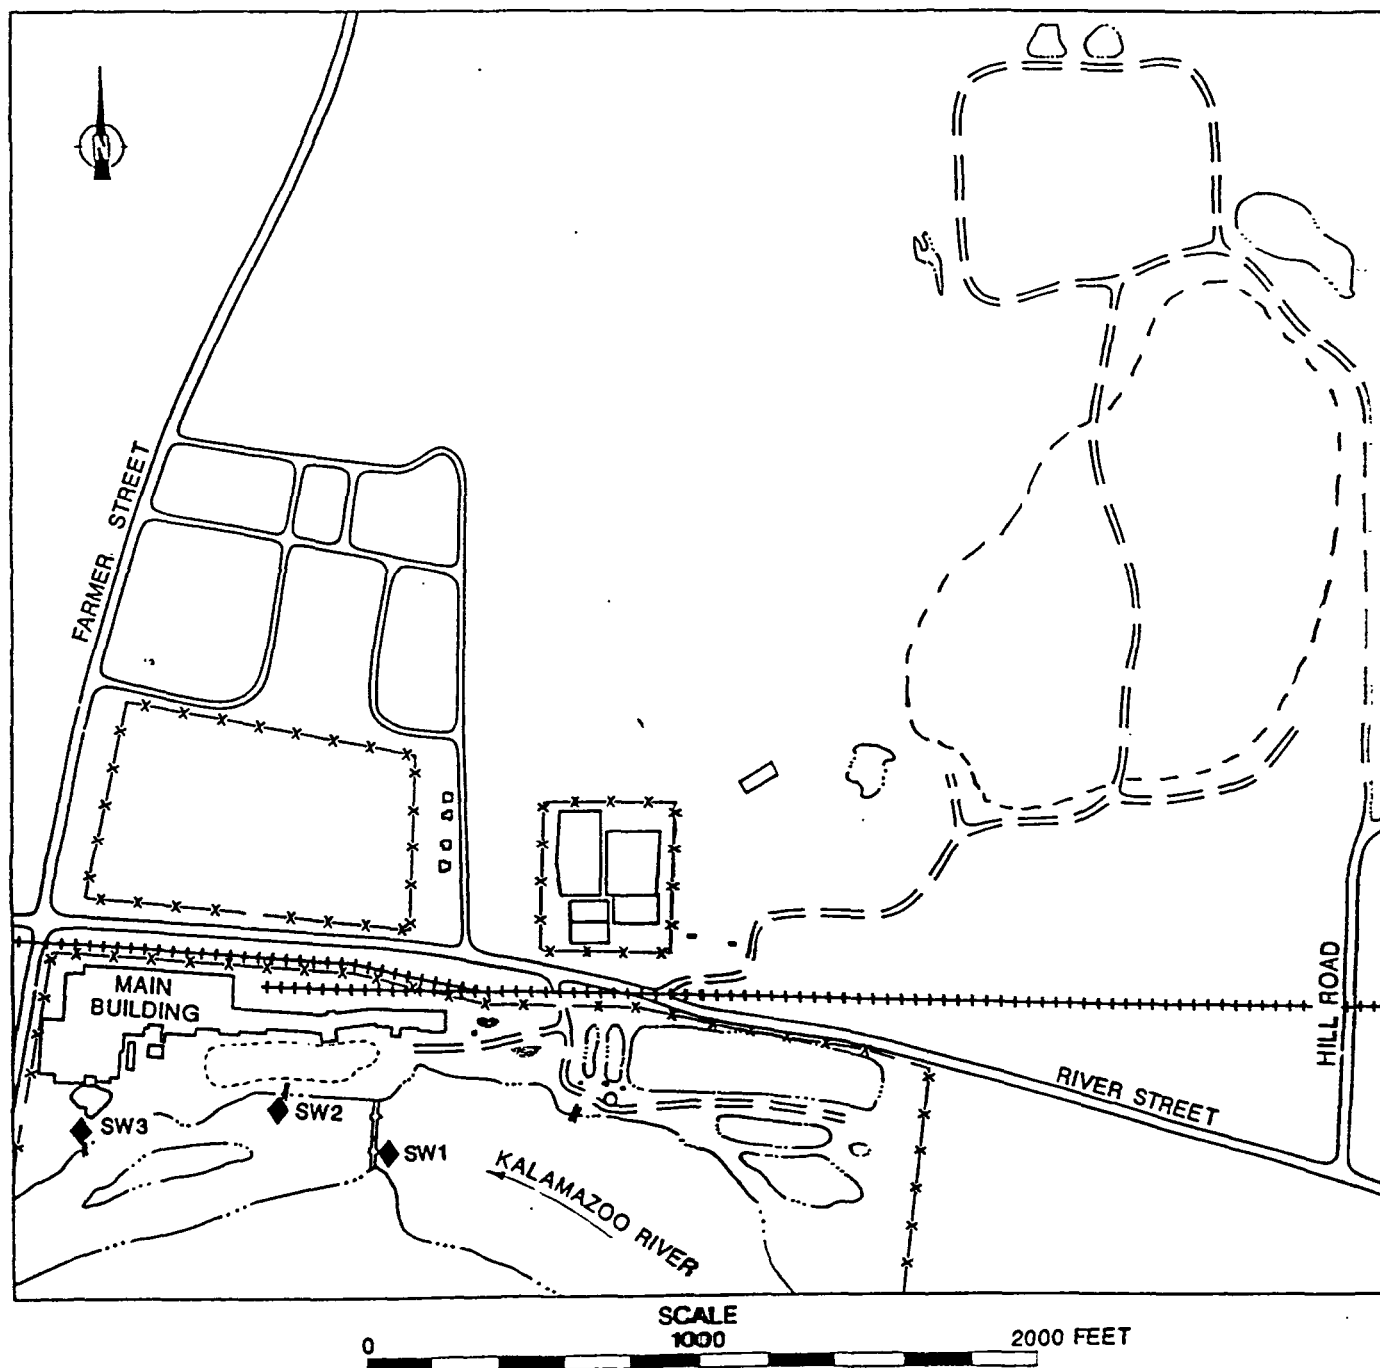 FARMER STREET
MAIN
BUILDING
HILL ROAD
RIVER STREET
SW3
SW2
SW1
KALAMAZOO RIVER
SCALE
0 1000 2000 FEET